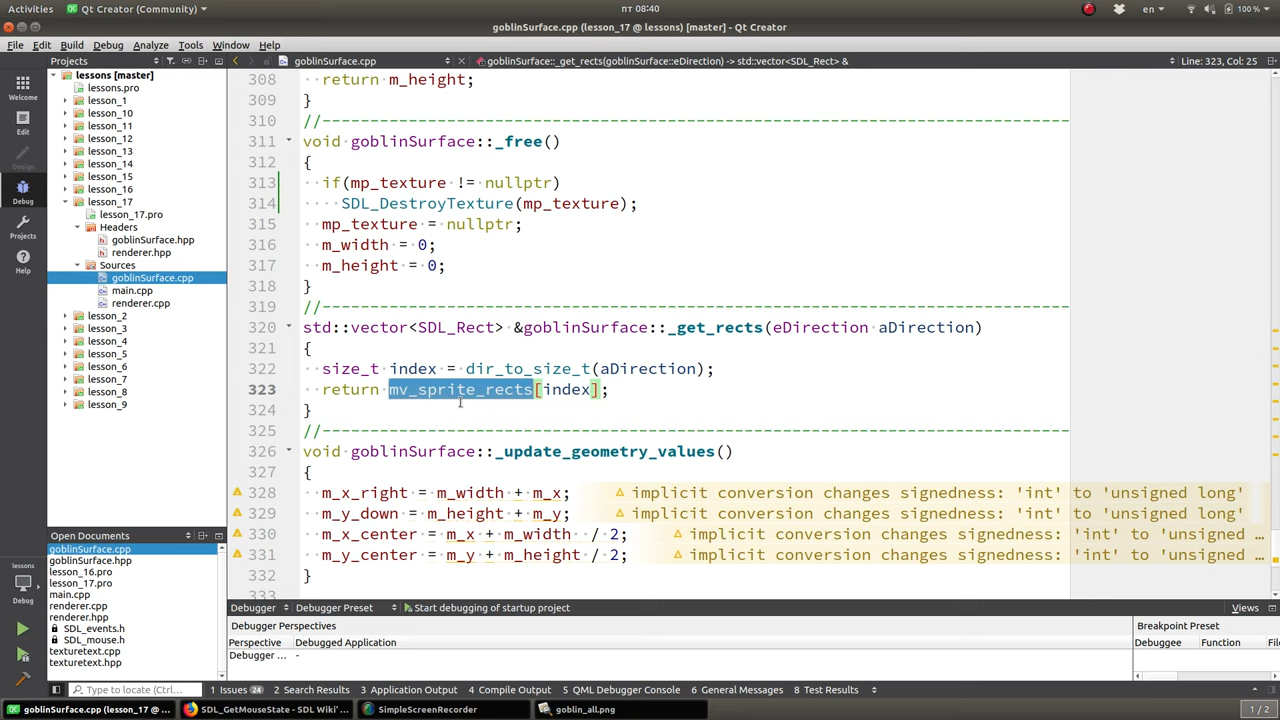 Activities Qt Creator (Community) пт 08:40 en 100 %
goblinSurface.cpp (lesson_17 @ lessons) [master] - Qt Creator
File Edit Build Debug Analyze Tools Window Help
Projects goblinSurface.cpp goblinSurface::_get_rects(goblinSurface::eDirection) -> std::vector<SDL_Rect> & Line: 323, Col: 25
Welcome
Edit
Design
Debug
Projects
Help
lessons
Debug
lessons [master]
lessons.pro
lesson_1
lesson_10
lesson_11
lesson_12
lesson_13
lesson_14
lesson_15
lesson_16
lesson_17
lesson_17.pro
Headers
goblinSurface.hpp
renderer.hpp
Sources
goblinSurface.cpp
main.cpp
renderer.cpp
lesson_2
lesson_3
lesson_4
lesson_5
lesson_6
lesson_7
lesson_8
lesson_9
Open Documents
goblinSurface.cpp
goblinSurface.hpp
lesson_16.pro
lesson_17.pro
main.cpp
renderer.cpp
renderer.hpp
SDL_events.h
SDL_mouse.h
texturetext.cpp
texturetext.hpp
308 return m_height;
309 }
310 //--------------------------------------------------------------------------------
311 void goblinSurface::_free()
312 {
313 if(mp_texture != nullptr)
314 SDL_DestroyTexture(mp_texture);
315 mp_texture = nullptr;
316 m_width = 0;
317 m_height = 0;
318 }
319 //--------------------------------------------------------------------------------
320 std::vector<SDL_Rect> &goblinSurface::_get_rects(eDirection aDirection)
321 {
322 size_t index = dir_to_size_t(aDirection);
323 return mv_sprite_rects[index];
324 }
325 //--------------------------------------------------------------------------------
326 void goblinSurface::_update_geometry_values()
327 {
328 m_x_right = m_width + m_x; implicit conversion changes signedness: 'int' to 'unsigned long'
329 m_y_down = m_height + m_y; implicit conversion changes signedness: 'int' to 'unsigned long'
330 m_x_center = m_x + m_width / 2; implicit conversion changes signedness: 'int' to 'unsigned …
331 m_y_center = m_y + m_height / 2; implicit conversion changes signedness: 'int' to 'unsigned …
332 }
333
Debugger Debugger Preset Start debugging of startup project Views
Debugger Perspectives Breakpoint Preset
Perspective Debugged Application Debuggee Function File
Debugger ... -
Type to locate (Ctrl+... 1 Issues 24 2 Search Results 3 Application Output 4 Compile Output 5 QML Debugger Console 6 General Messages 8 Test Results
goblinSurface.cpp (lesson_17 @ ... SDL_GetMouseState - SDL Wiki'... SimpleScreenRecorder goblin_all.png 1 / 2